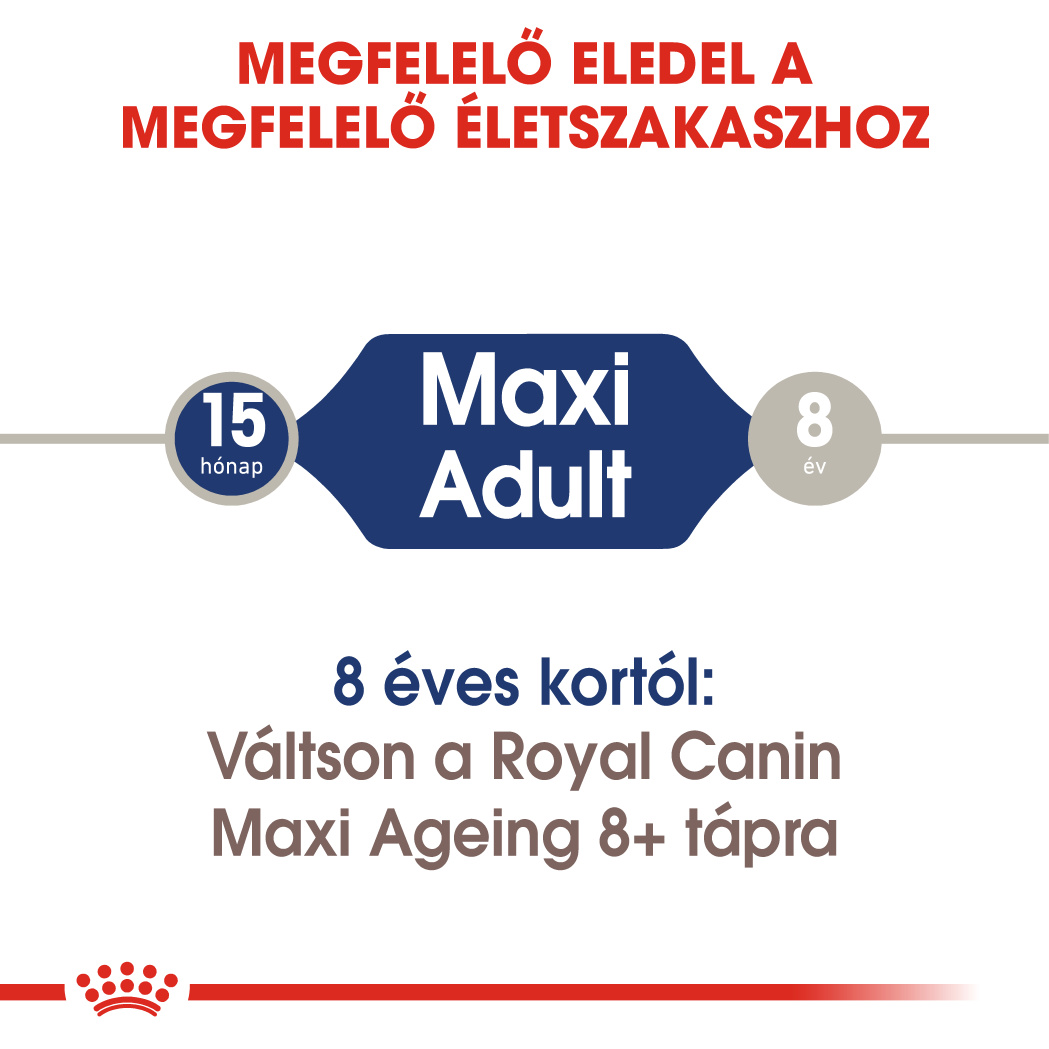 MEGFELELŐ ELEDEL A
MEGFELELŐ ÉLETSZAKASZHOZ
15
hónap
Maxi
Adult
8
év
8 éves kortól:
Váltson a Royal Canin
Maxi Ageing 8+ tápra